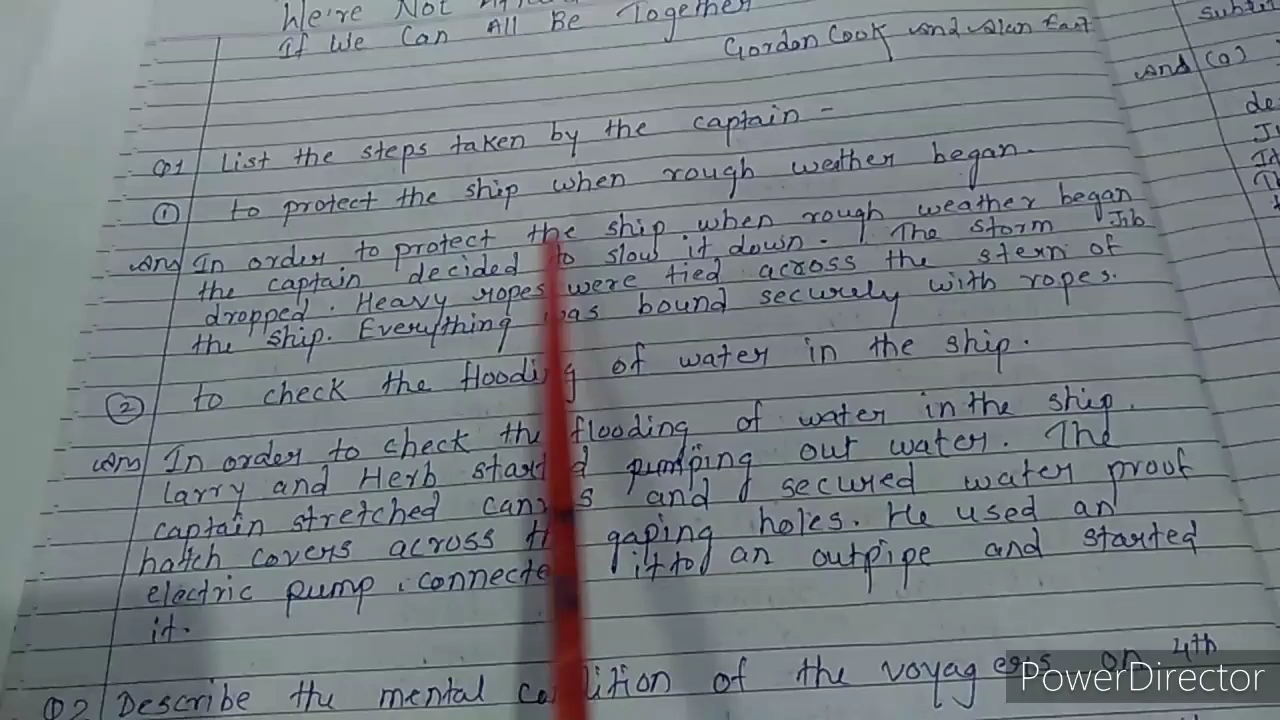 We're Not
If We Can All Be Together
Gordon Cook and Alan East
and (a)
Q1 List the steps taken by the captain -
① to protect the ship when rough weather began.
Ans In order to protect the ship when rough weather began
the captain decided to slow it down. The storm Jib
dropped. Heavy ropes were tied across the stern of
the ship. Everything was bound securely with ropes.
② to check the flooding of water in the ship.
Ans In order to check the flooding of water in the ship.
Larry and Herb started pumping out water. The
captain stretched canvas and secured water proof
hatch covers across the gaping holes. He used an
electric pump, connected it to an outpipe and started
it.
Q2 Describe the mental condition of the voyagers on 4th
PowerDirector